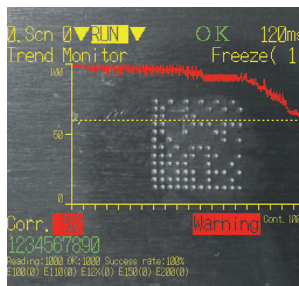 0.Scn 0▼RUN ▼ OK 120ms
Trend Monitor Freeze( 1
100
50
0
Corr. Warning Cont.100
1234567890
Reading:1000 OK:1000 Success rate:100%
E100(0) E110(0) E12X(0) E150(0) E200(0)